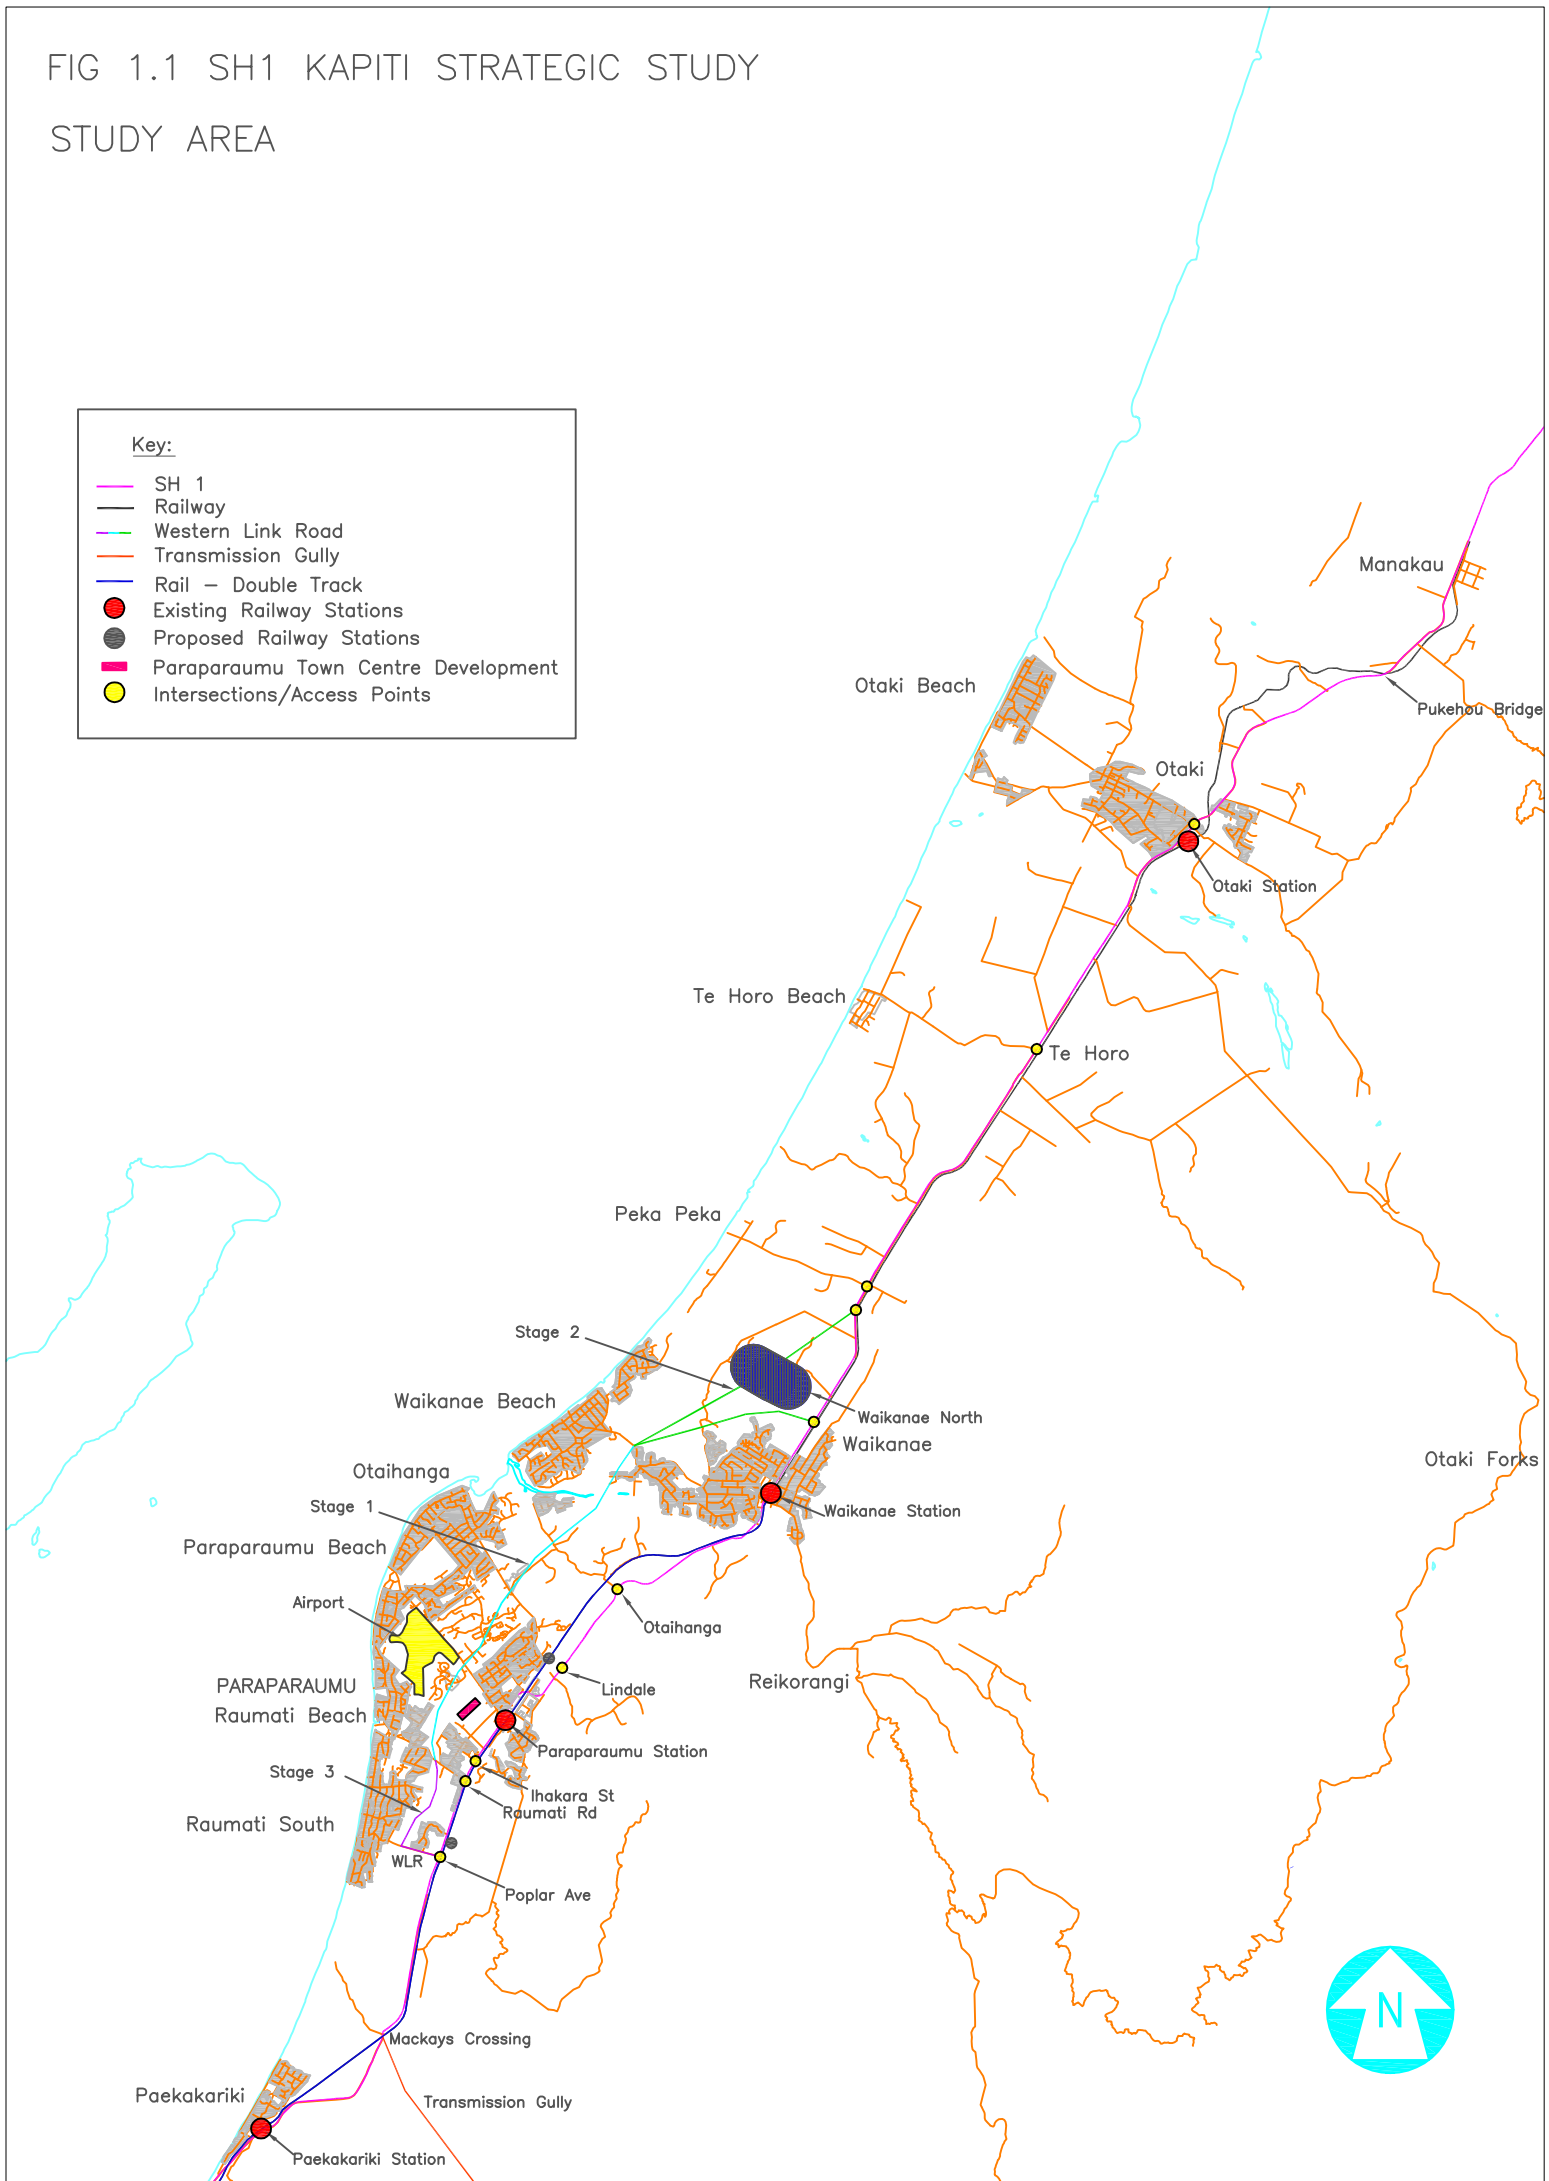 FIG 1.1 SH1 KAPITI STRATEGIC STUDY
STUDY AREA
Key:
SH 1
Railway
Western Link Road
Transmission Gully
Rail – Double Track
Existing Railway Stations
Proposed Railway Stations
Paraparaumu Town Centre Development
Intersections/Access Points
Manakau
Otaki Beach
Pukehou Bridge
Otaki
Otaki Station
Te Horo Beach
Te Horo
Peka Peka
Stage 2
Waikanae Beach
Waikanae North
Waikanae
Otaki Forks
Otaihanga
Stage 1
Waikanae Station
Paraparaumu Beach
Airport
Otaihanga
Reikorangi
PARAPARAUMU
Lindale
Raumati Beach
Paraparaumu Station
Stage 3
Ihakara St
Raumati Rd
Raumati South
WLR
Poplar Ave
N
Mackays Crossing
Paekakariki
Transmission Gully
Paekakariki Station